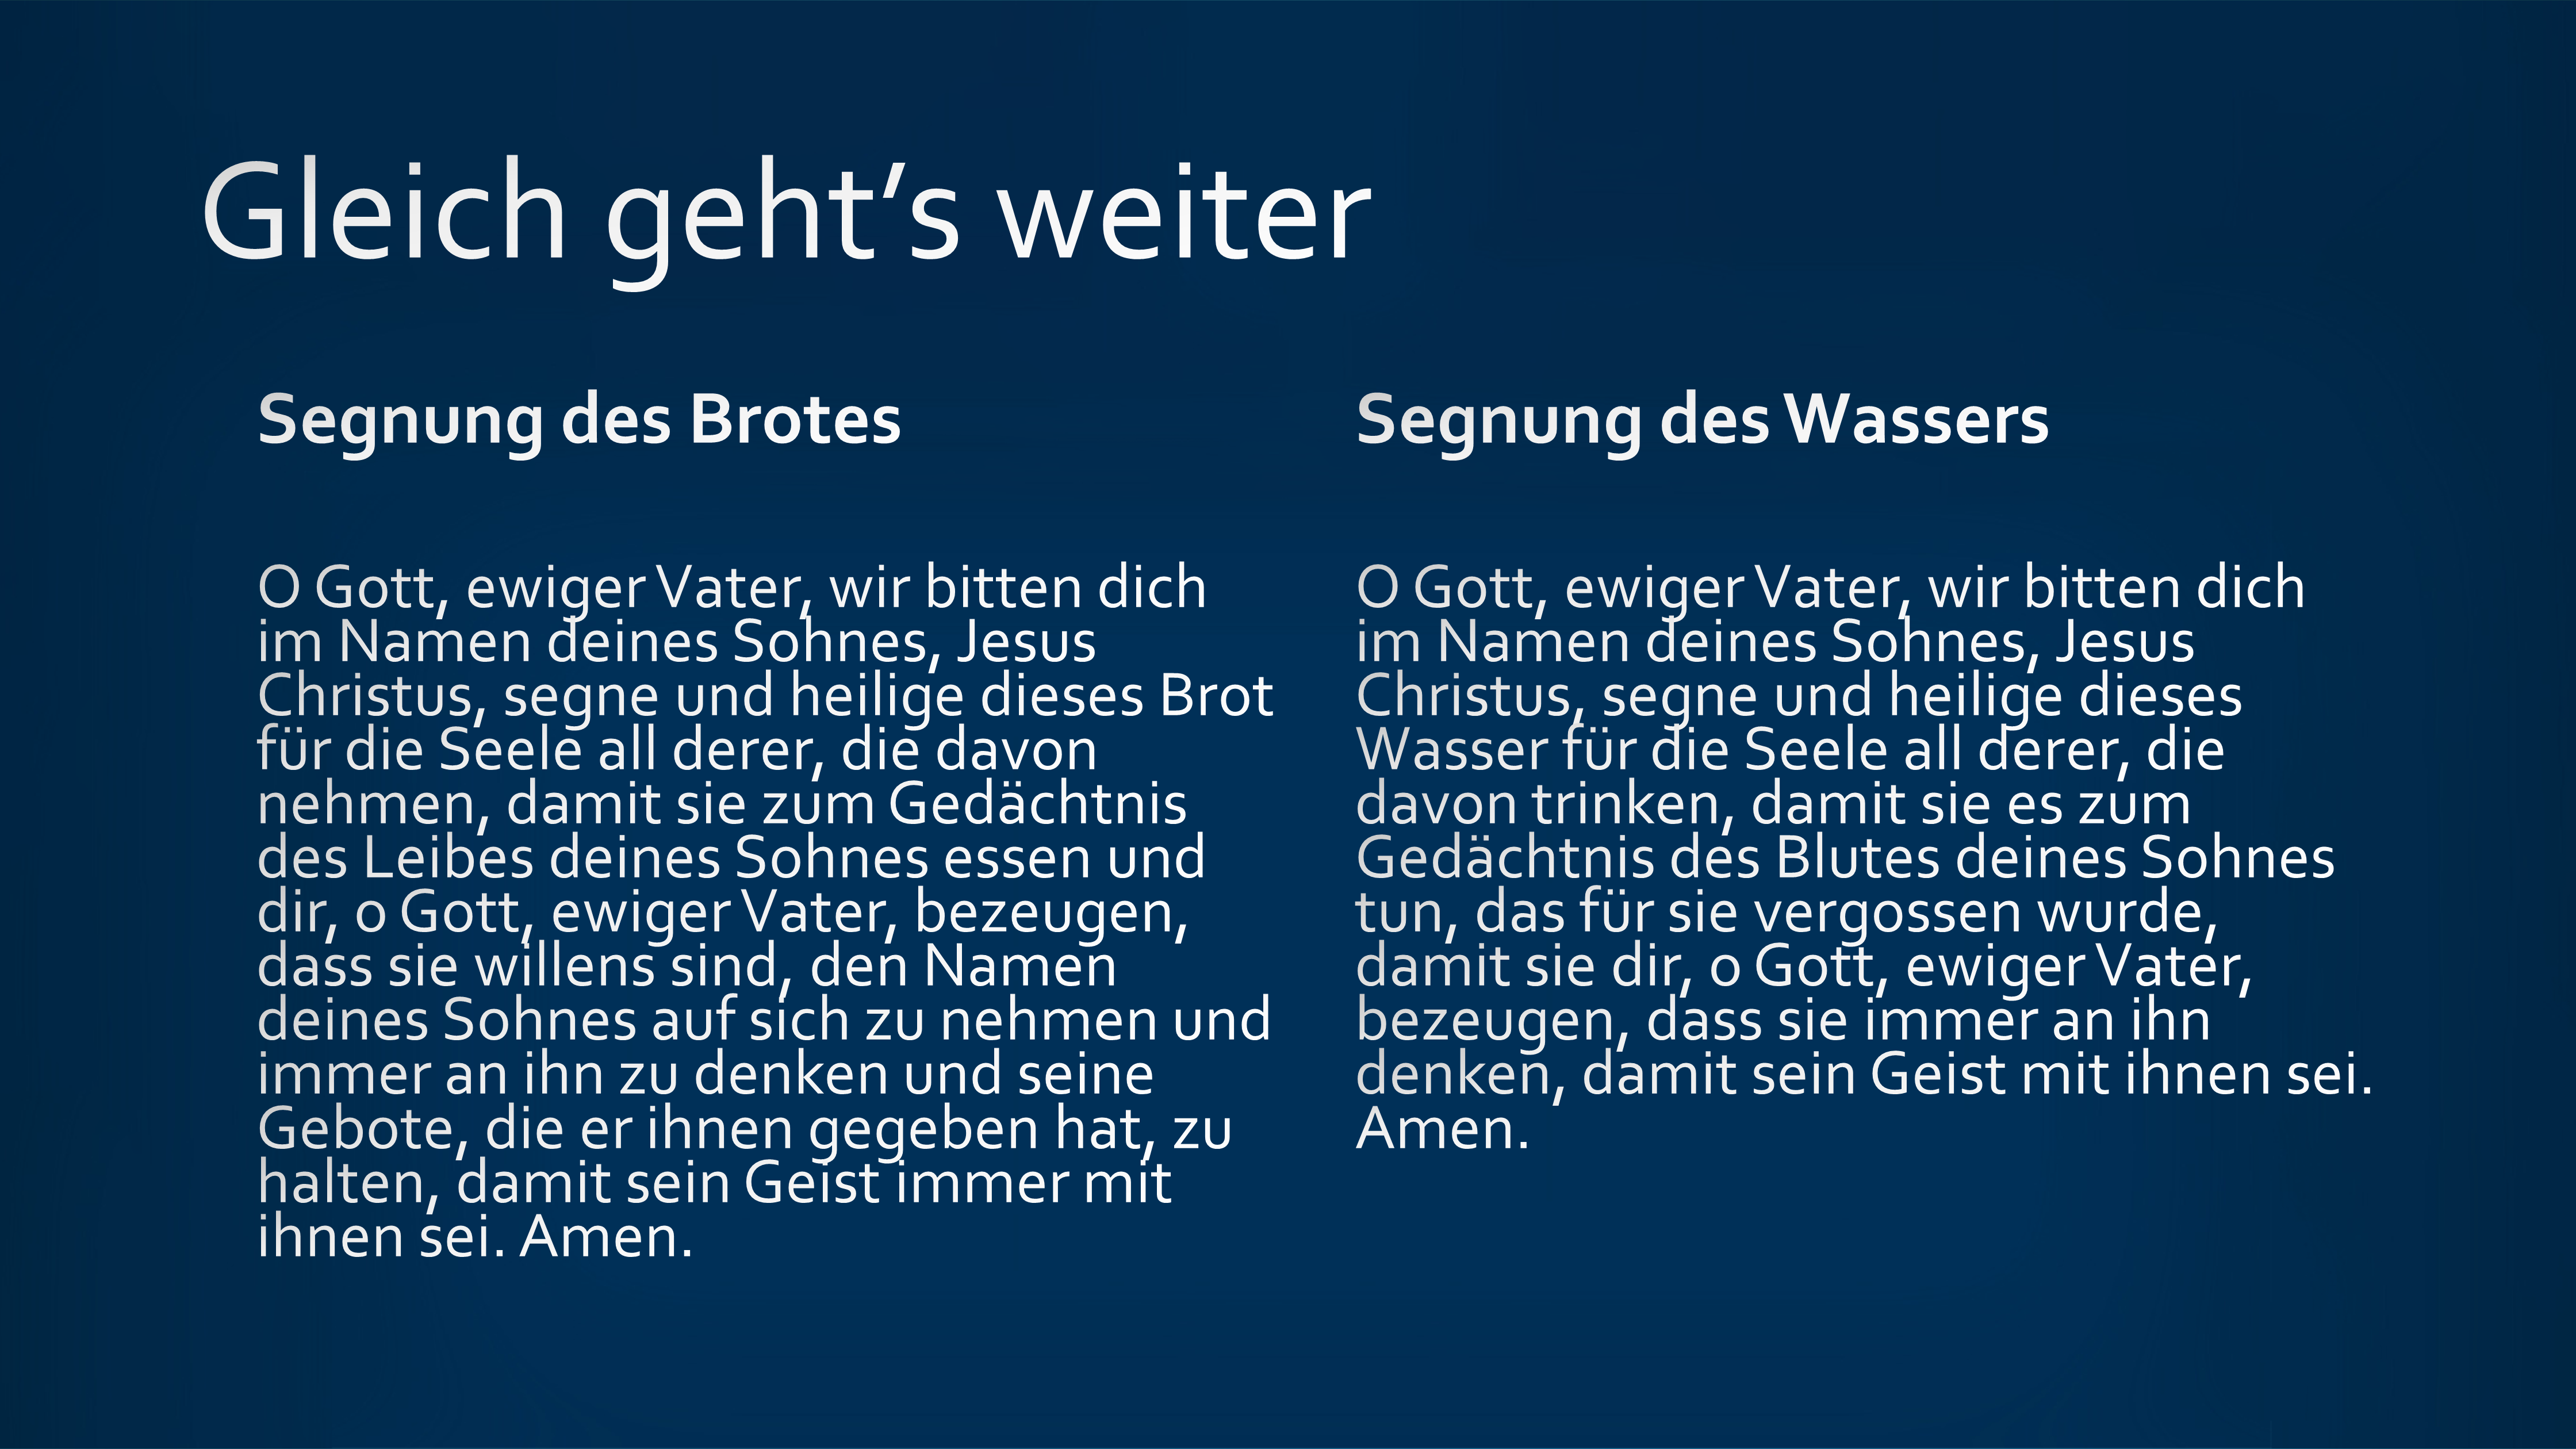 Gleich geht’s weiter
Segnung des Brotes
O Gott, ewiger Vater, wir bitten dich
im Namen deines Sohnes, Jesus
Christus, segne und heilige dieses Brot
für die Seele all derer, die davon
nehmen, damit sie zum Gedächtnis
des Leibes deines Sohnes essen und
dir, o Gott, ewiger Vater, bezeugen,
dass sie willens sind, den Namen
deines Sohnes auf sich zu nehmen und
immer an ihn zu denken und seine
Gebote, die er ihnen gegeben hat, zu
halten, damit sein Geist immer mit
ihnen sei. Amen.
Segnung des Wassers
O Gott, ewiger Vater, wir bitten dich
im Namen deines Sohnes, Jesus
Christus, segne und heilige dieses
Wasser für die Seele all derer, die
davon trinken, damit sie es zum
Gedächtnis des Blutes deines Sohnes
tun, das für sie vergossen wurde,
damit sie dir, o Gott, ewiger Vater,
bezeugen, dass sie immer an ihn
denken, damit sein Geist mit ihnen sei.
Amen.